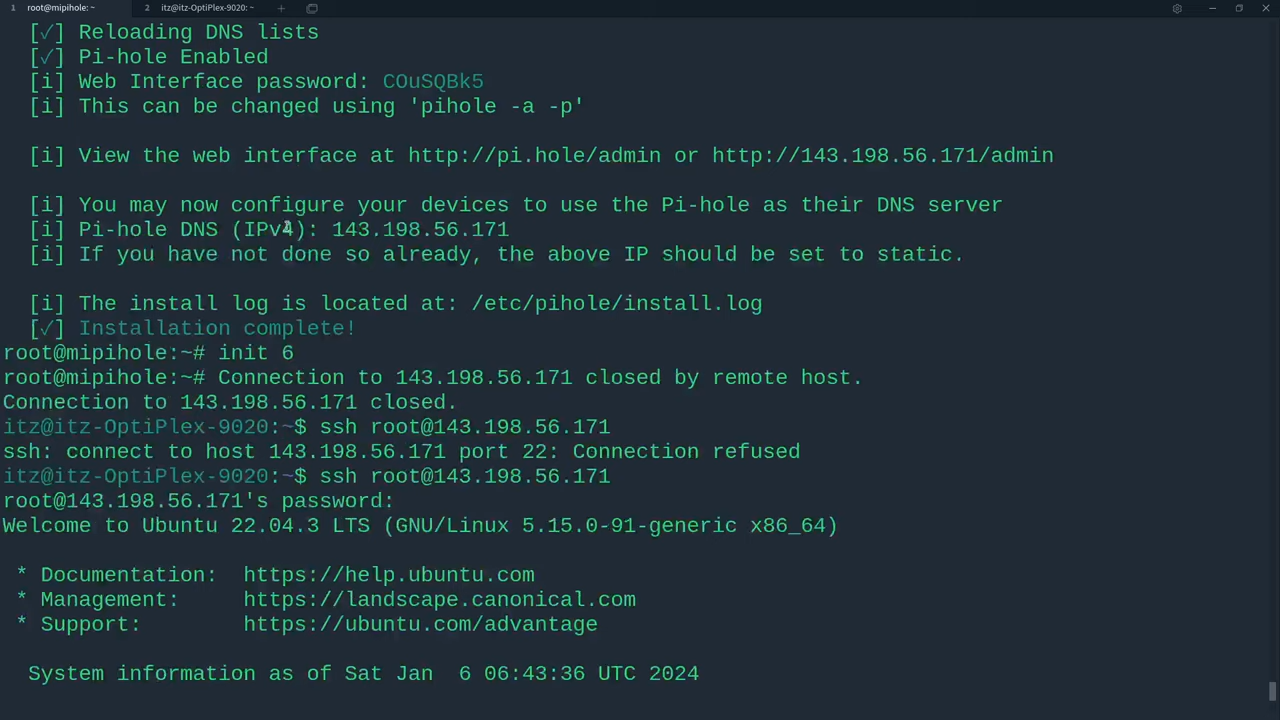 1 root@mipihole: ~ 2 itz@itz-OptiPlex-9020: ~ +
[✓] Reloading DNS lists
[✓] Pi-hole Enabled
[i] Web Interface password: COuSQBk5
[i] This can be changed using 'pihole -a -p'
[i] View the web interface at http://pi.hole/admin or http://143.198.56.171/admin
[i] You may now configure your devices to use the Pi-hole as their DNS server
[i] Pi-hole DNS (IPv4): 143.198.56.171
[i] If you have not done so already, the above IP should be set to static.
[i] The install log is located at: /etc/pihole/install.log
[✓] Installation complete!
root@mipihole:~# init 6
root@mipihole:~# Connection to 143.198.56.171 closed by remote host.
Connection to 143.198.56.171 closed.
itz@itz-OptiPlex-9020:~$ ssh root@143.198.56.171
ssh: connect to host 143.198.56.171 port 22: Connection refused
itz@itz-OptiPlex-9020:~$ ssh root@143.198.56.171
root@143.198.56.171's password:
Welcome to Ubuntu 22.04.3 LTS (GNU/Linux 5.15.0-91-generic x86_64)
* Documentation:  https://help.ubuntu.com
* Management:     https://landscape.canonical.com
* Support:        https://ubuntu.com/advantage
System information as of Sat Jan  6 06:43:36 UTC 2024